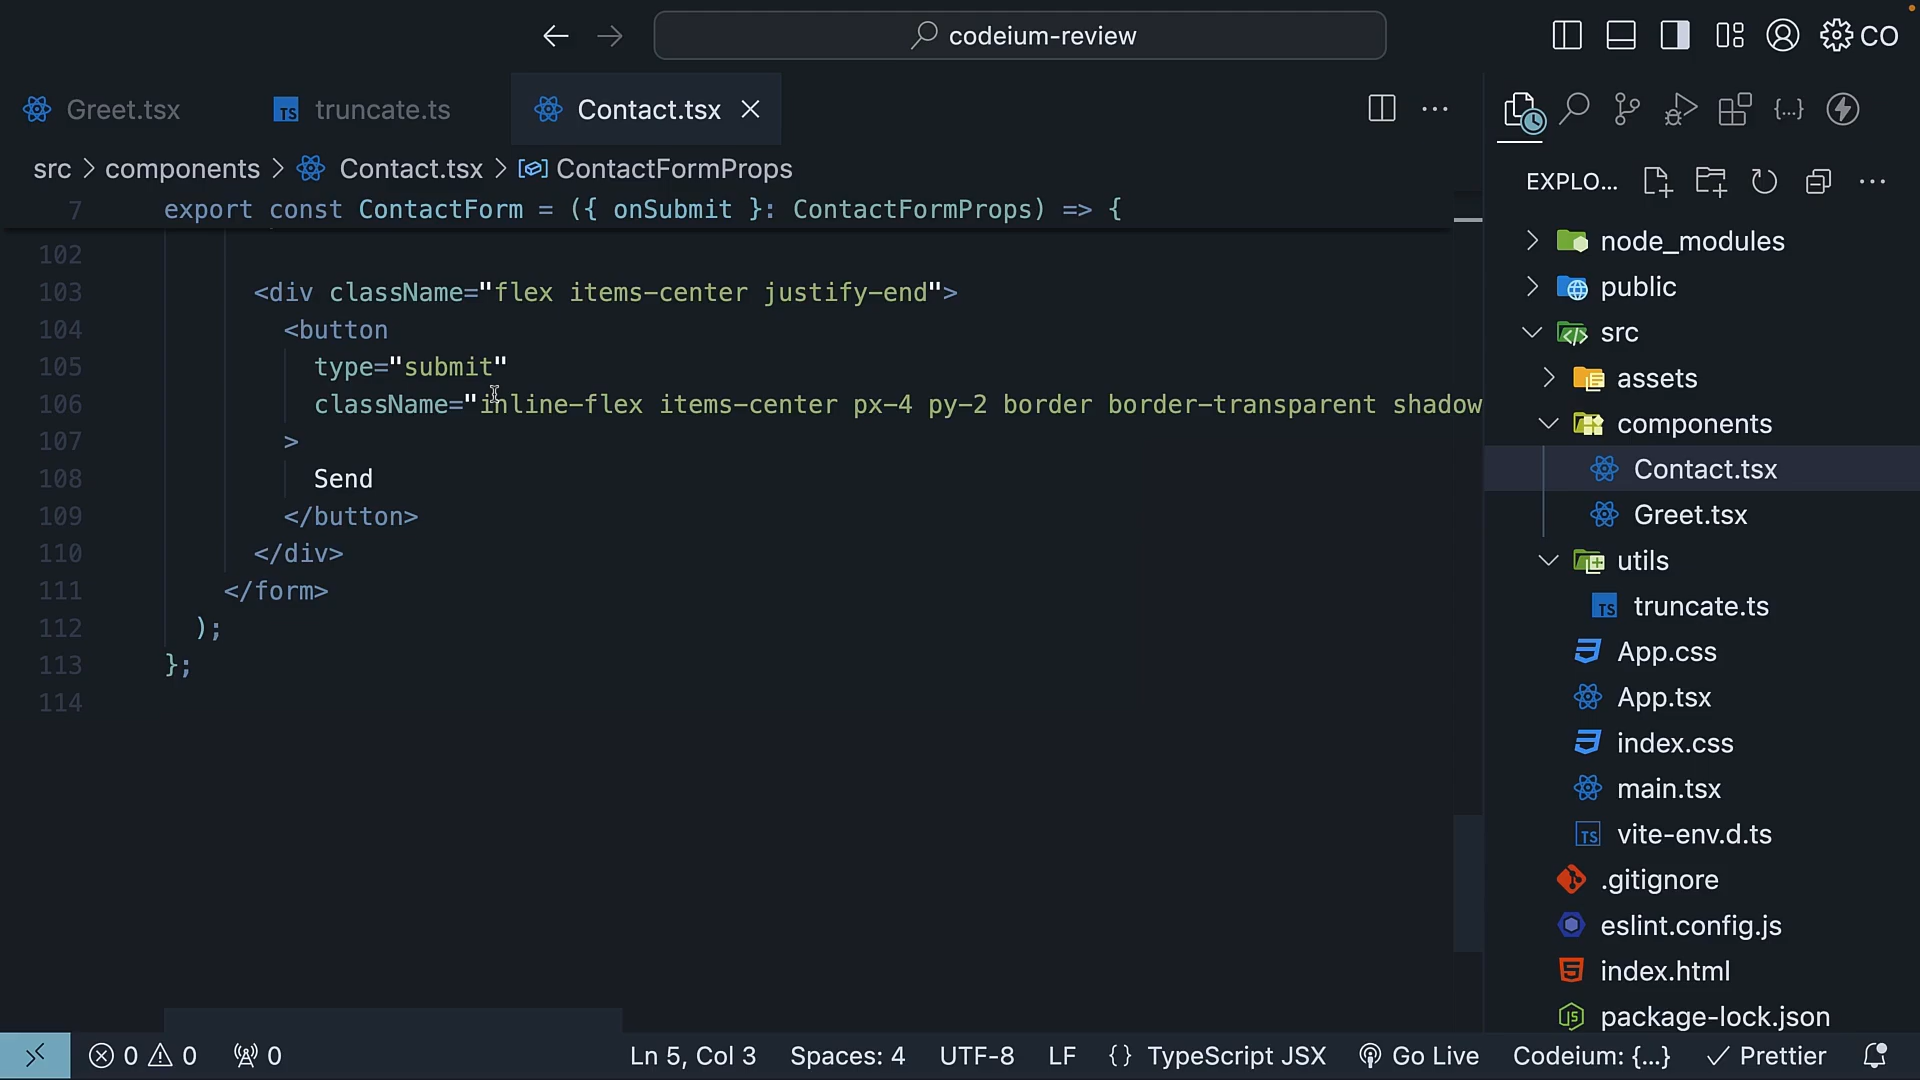 codeium-review
CO
Greet.tsx
truncate.ts
Contact.tsx
src > components > Contact.tsx > ContactFormProps
EXPLO...
7 export const ContactForm = ({ onSubmit }: ContactFormProps) => {
102
103 <div className="flex items-center justify-end">
104 <button
105 type="submit"
106 className="inline-flex items-center px-4 py-2 border border-transparent shadow
107 >
108 Send
109 </button>
110 </div>
111 </form>
112 );
113 };
114
node_modules
public
src
assets
components
Contact.tsx
Greet.tsx
utils
truncate.ts
App.css
App.tsx
index.css
main.tsx
vite-env.d.ts
.gitignore
eslint.config.js
index.html
package-lock.json
0 0 0 Ln 5, Col 3 Spaces: 4 UTF-8 LF {} TypeScript JSX Go Live Codeium: {...} Prettier